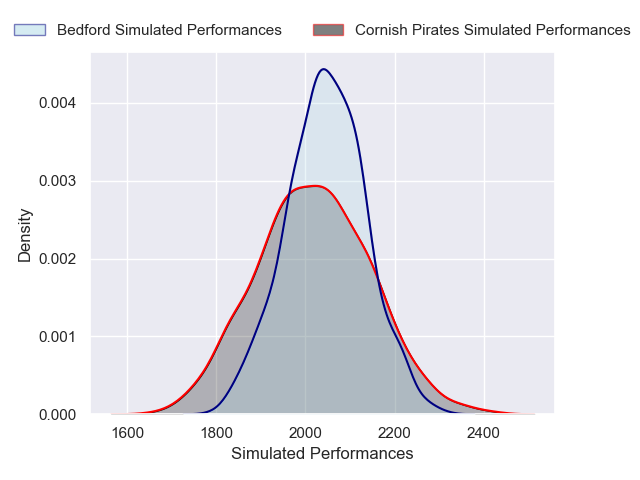 Bedford Simulated Performances
Cornish Pirates Simulated Performances
0.004
0.003
0.002
0.001
0.000
Density
1600
1800
2000
2200
2400
Simulated Performances